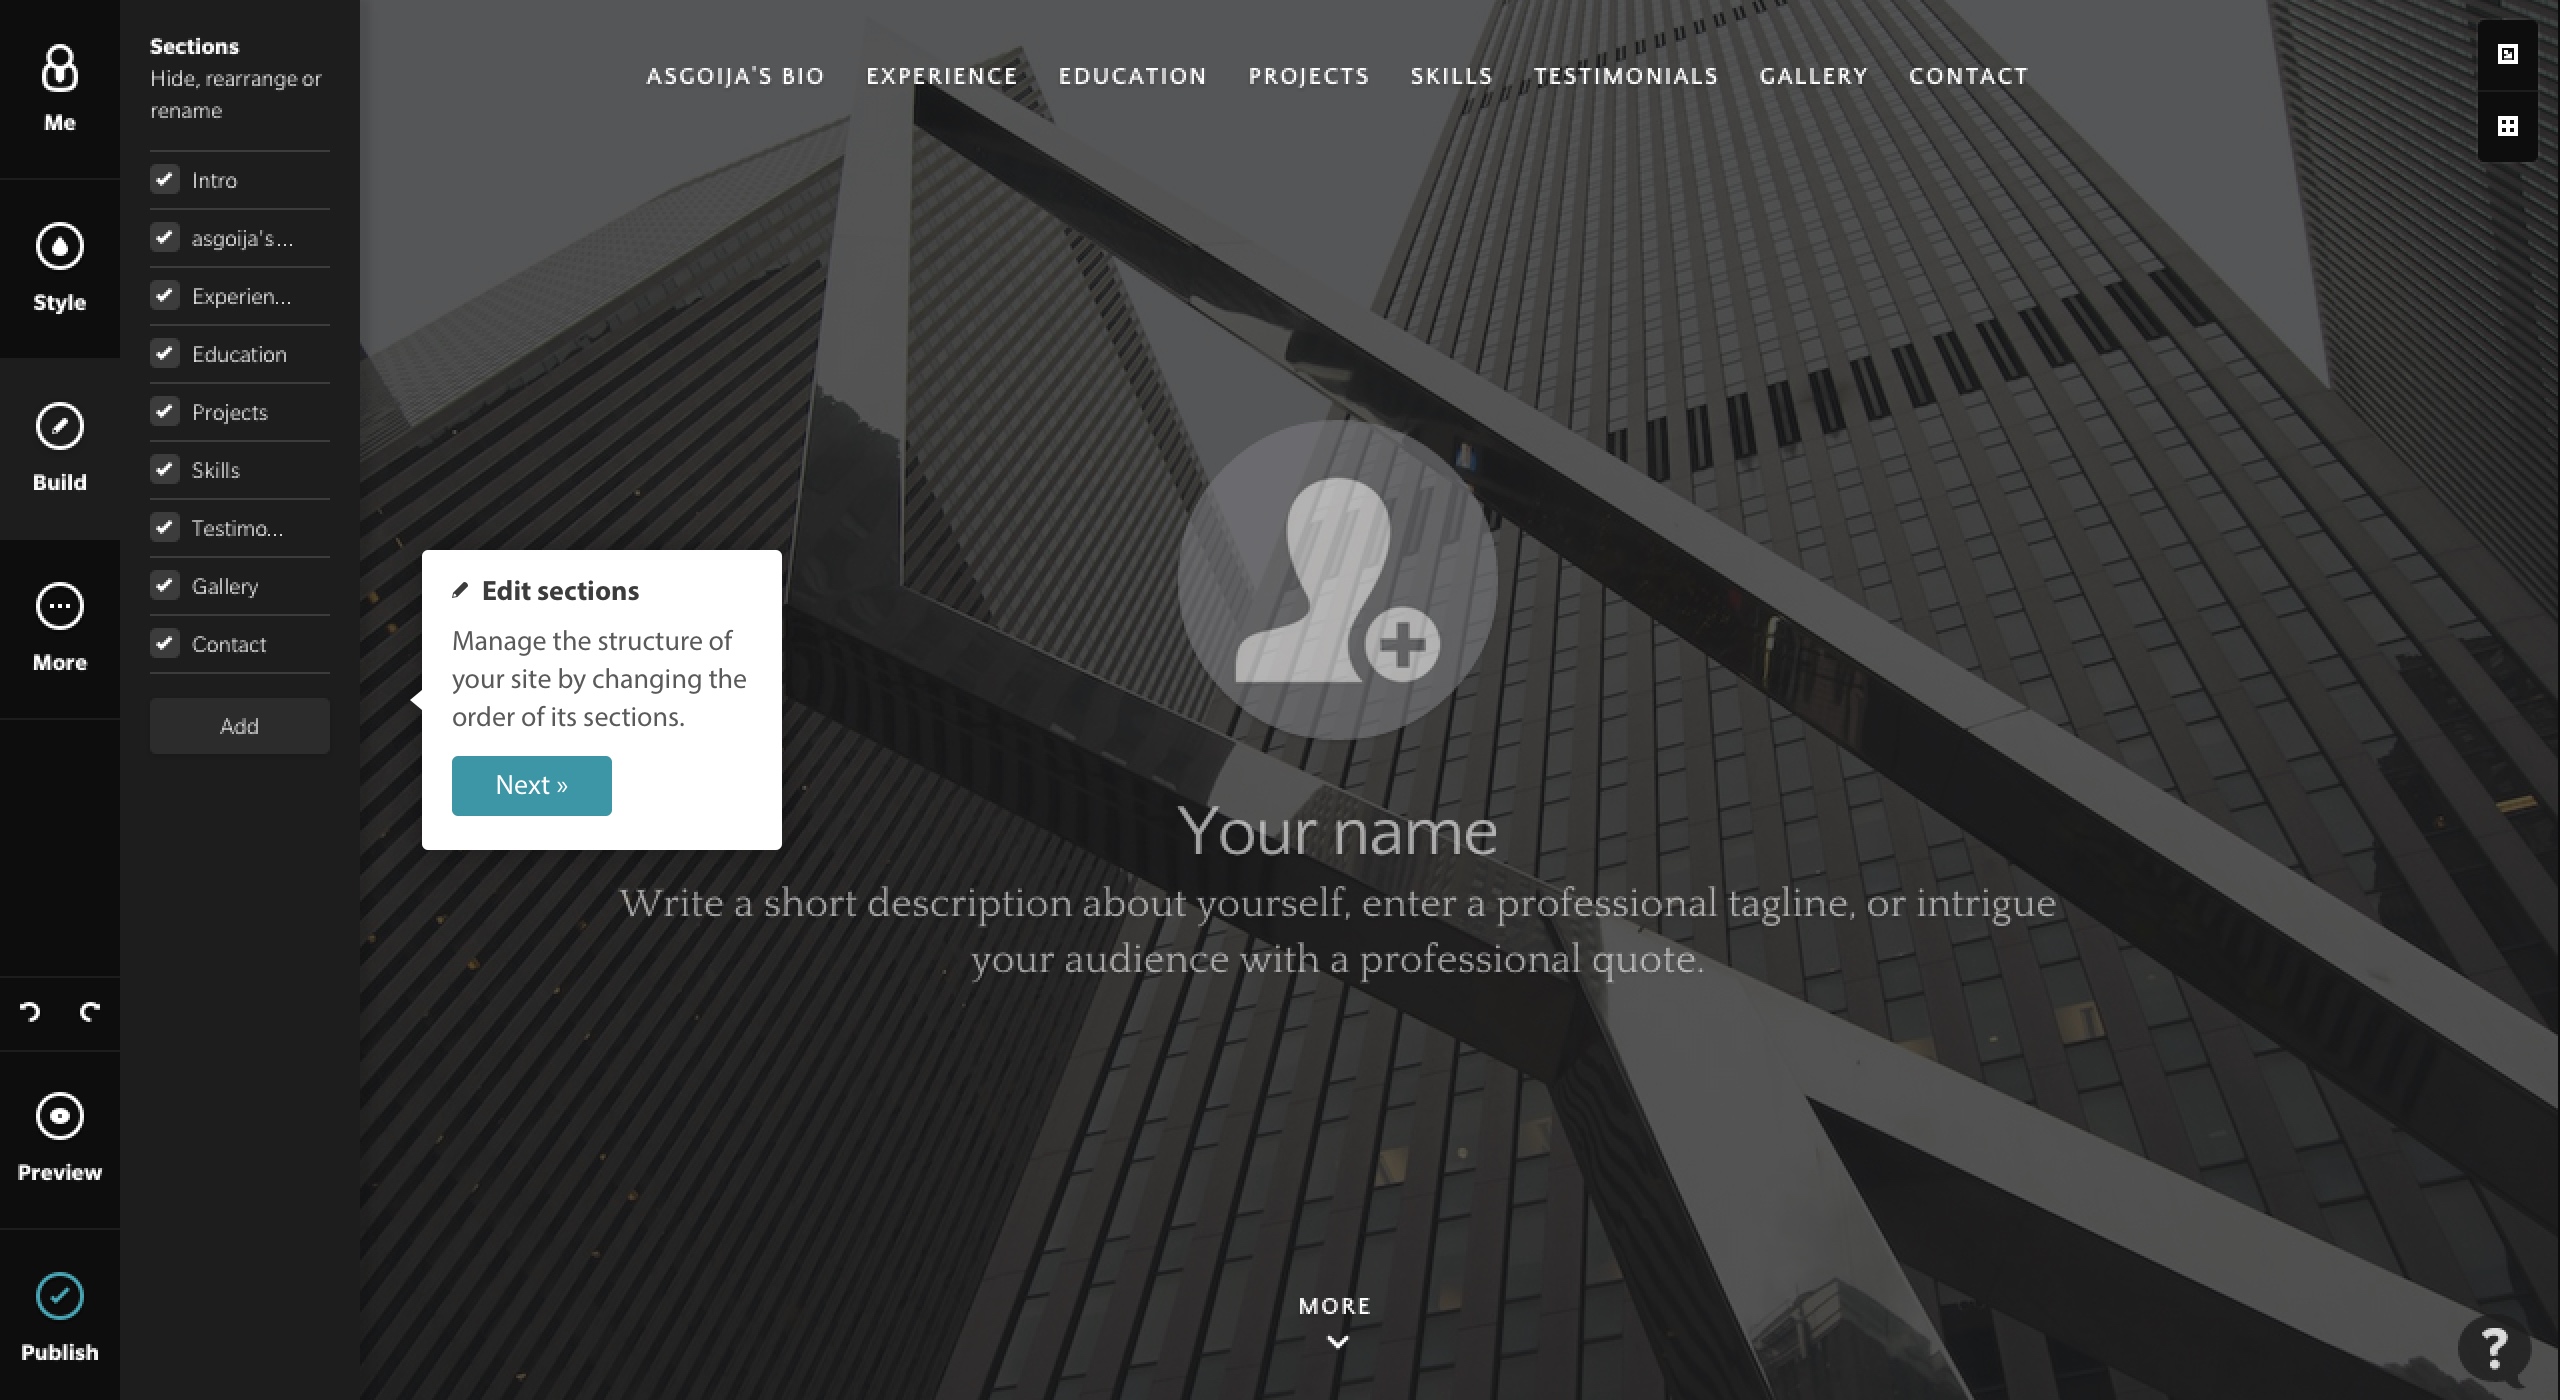 Me
Style
Build
More
Preview
Publish
Sections
Hide, rearrange or
rename
Intro
asgoija's...
Experien...
Education
Projects
Skills
Testimo...
Gallery
Contact
Add
ASGOIJA'S BIO EXPERIENCE EDUCATION PROJECTS SKILLS TESTIMONIALS GALLERY CONTACT
Edit sections
Manage the structure of
your site by changing the
order of its sections.
Next »
Your name
Write a short description about yourself, enter a professional tagline, or intrigue
your audience with a professional quote.
MORE
?